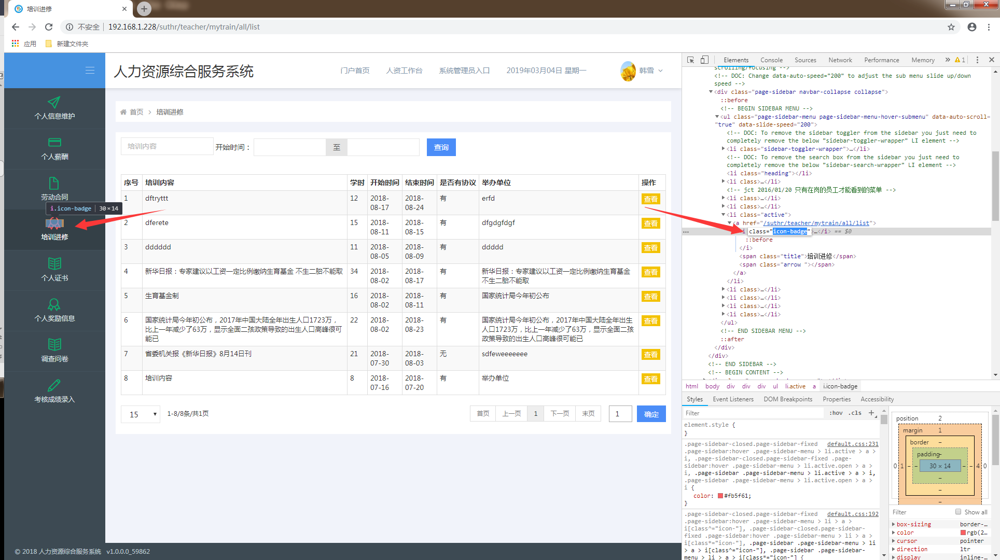 培训进修
不安全
192.168.1.228/suthr/teacher/mytrain/all/list
应用
新建文件夹
人力资源综合服务系统
门户首页
人资工作台
系统管理员入口
2019年03月04日 星期一
韩雪
个人信息维护
个人薪酬
劳动合同
i.icon-badge 30×14
培训进修
个人证书
个人奖励信息
调查问卷
考核成绩录入
© 2018 人力资源综合服务系统 v1.0.0.0_59862
首页 > 培训进修
培训内容 开始时间： 至 查询
序号 培训内容 学时 开始时间 结束时间 是否有协议 举办单位 操作
1 dftryttt 12 2018-08-17 2018-08-24 有 erfd 查看
2 dferete 15 2018-08-11 2018-08-15 有 dfgdgfdgf 查看
3 dddddd 11 2018-08-05 2018-08-09 有 ddddd 查看
4 新华日报：专家建议以工资一定比例缴纳生育基金 不生二胎不能取 34 2018-08-02 2018-08-17 有 新华日报：专家建议以工资一定比例缴纳生育基金 不生二胎不能取 查看
5 生育基金制 16 2018-08-02 2018-08-11 有 国家统计局今年初公布 查看
6 国家统计局今年初公布，2017年中国大陆全年出生人口1723万，比上一年减少了63万，显示全面二孩政策导致的出生人口高峰很可能已 22 2018-08-02 2018-08-23 有 国家统计局今年初公布，2017年中国大陆全年出生人口1723万，比上一年减少了63万，显示全面二孩政策导致的出生人口高峰很可能已 查看
7 省委机关报《新华日报》8月14日刊 21 2018-07-30 2018-08-03 无 sdfeweeeeeee 查看
8 培训内容 8 2018-07-16 2018-07-20 有 举办单位 查看
15 1-8/8条/共1页 首页 上一页 1 下一页 末页 1 确定
Elements Console Sources Network Performance Memory » 1
scrolling/focusing -->
<!-- DOC: Change data-auto-speed="200" to adjust the sub menu slide up/down
speed -->
<div class="page-sidebar navbar-collapse collapse">
::before
<!-- BEGIN SIDEBAR MENU -->
<ul class="page-sidebar-menu page-sidebar-menu-hover-submenu" data-auto-scroll=
"true" data-slide-speed="200">
<!-- DOC: To remove the sidebar toggler from the sidebar you just need to
completely remove the below "sidebar-toggler-wrapper" LI element -->
<li class="sidebar-toggler-wrapper">…</li>
<!-- DOC: To remove the search box from the sidebar you just need to
completely remove the below "sidebar-search-wrapper" LI element -->
<li class="heading"></li>
<li class>…</li>
<!-- jct 2016/01/20 只有在岗的员工才能看到的菜单 -->
<li class>…</li>
<li class>…</li>
<li class="active">
<a href="/suthr/teacher/mytrain/all/list">
i class="icon-badge">…</i> == $0
::before
</i>
<span class="title">培训进修</span>
<span class="arrow "></span>
</a>
</li>
<li class>…</li>
<li class>…</li>
<li class>…</li>
<li class>…</li>
</ul>
<!-- END SIDEBAR MENU -->
::after
</div>
</div>
<!-- END SIDEBAR -->
<!-- BEGIN CONTENT -->
html body div div div ul li.active a i.icon-badge
Styles Event Listeners DOM Breakpoints Properties Accessibility
Filter :hov .cls +
element.style {
}
.page-sidebar-closed.page-sidebar-fixed default.css:231
.page-sidebar:hover .page-sidebar-menu > li.active > a >
i, .page-sidebar-closed.page-sidebar-fixed .page-
sidebar:hover .page-sidebar-menu > li.active.open > a >
i, .page-sidebar .page-sidebar-menu > li.active > a > i,
.page-sidebar .page-sidebar-menu > li.active.open > a >
i {
color: #fb5f61;
}
.page-sidebar-closed.page-sidebar-fixed default.css:192
.page-sidebar:hover .page-sidebar-menu > li > a >
i[class^="icon-"], .page-sidebar-closed.page-sidebar-
fixed .page-sidebar:hover .page-sidebar-menu > li > a >
i[class*="icon-"], .page-sidebar .page-sidebar-menu > li
> a > i[class^="icon-"], .page-sidebar .page-sidebar-
menu > li > a > i[class*="icon-"] {
position 2
margin 1
border –
padding –
0 1 – – 30 × 14 – – 4 0
–
–
–
Filter Show all
box-sizing border-…
color rgb(2…
cursor pointer
direction ltr
display inline-…